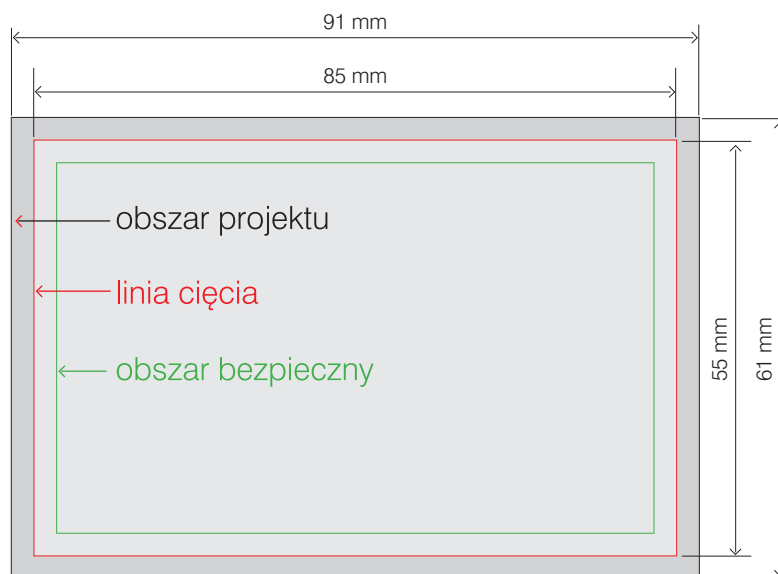 91 mm
85 mm
obszar projektu
linia cięcia
obszar bezpieczny
55 mm
61 mm